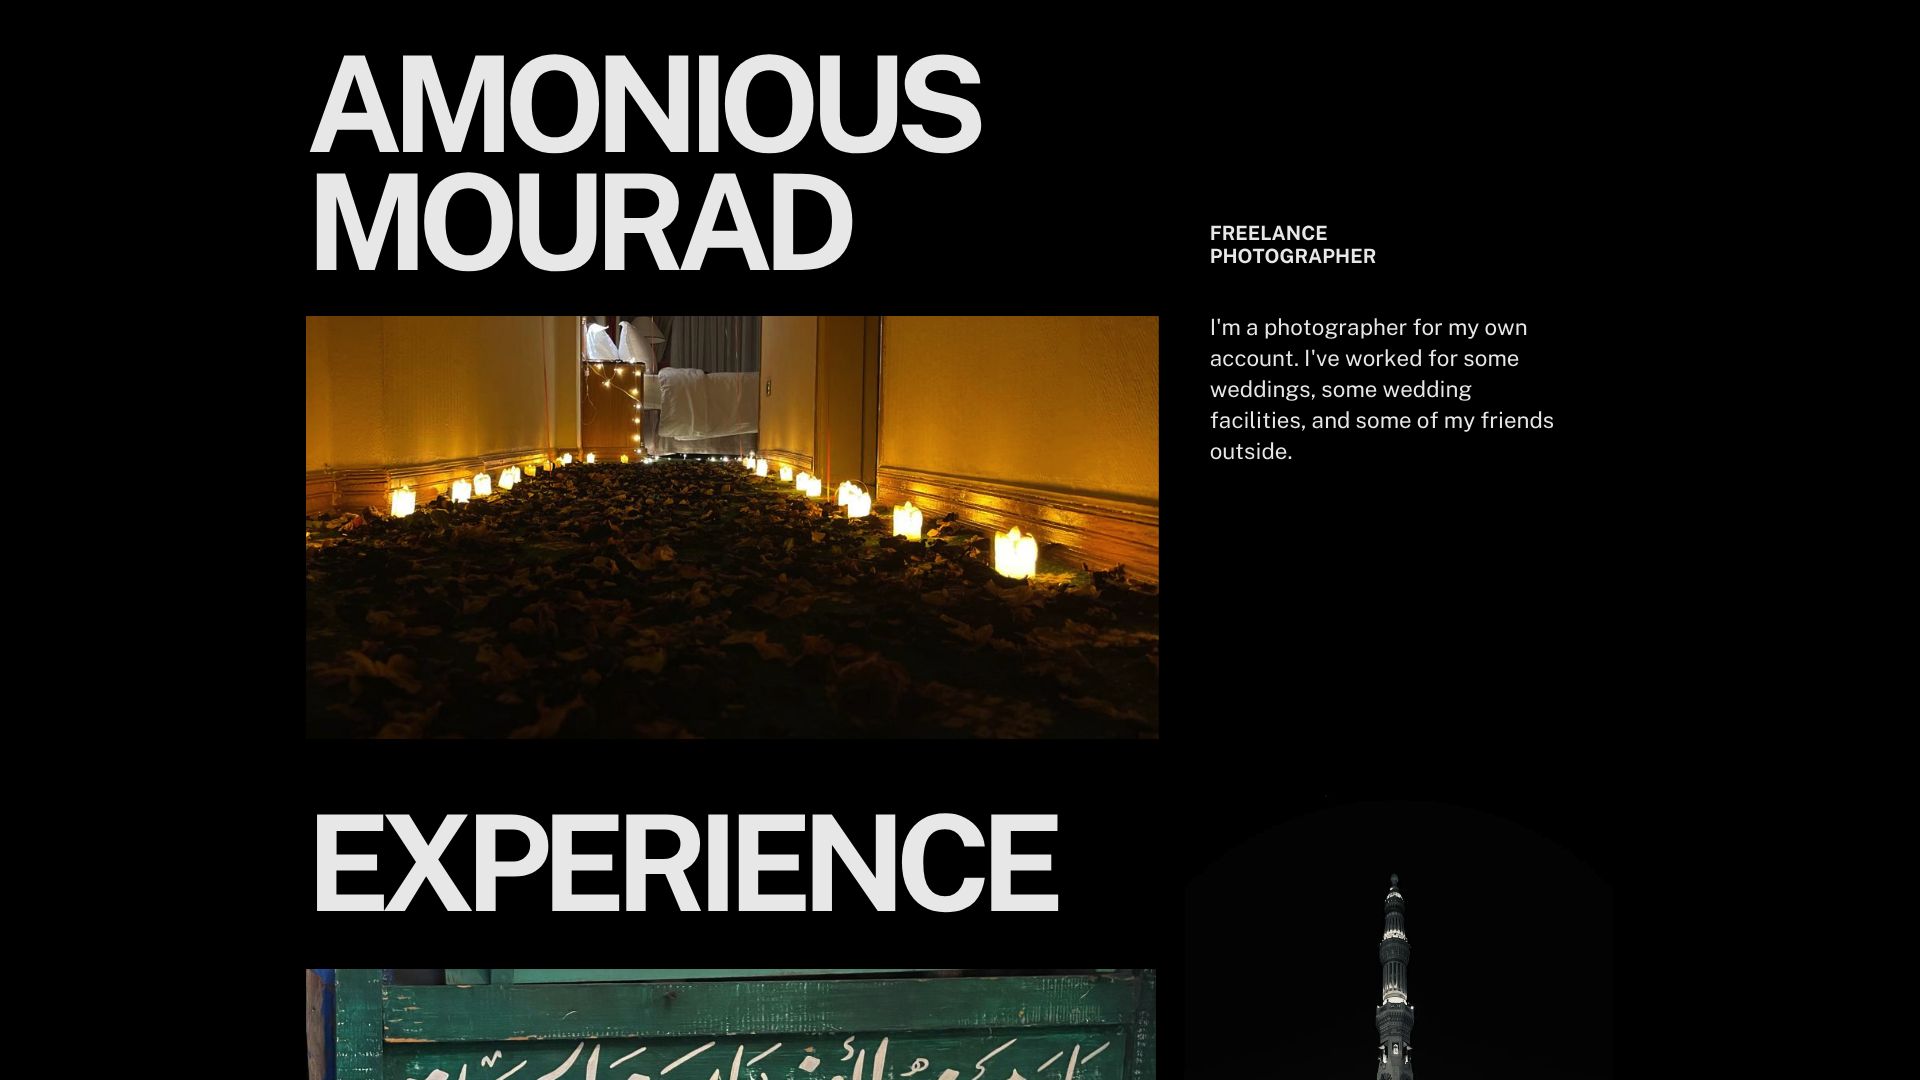 AMONIOUS
MOURAD
FREELANCE
PHOTOGRAPHER
I'm a photographer for my own
account. I've worked for some
weddings, some wedding
facilities, and some of my friends
outside.
EXPERIENCE